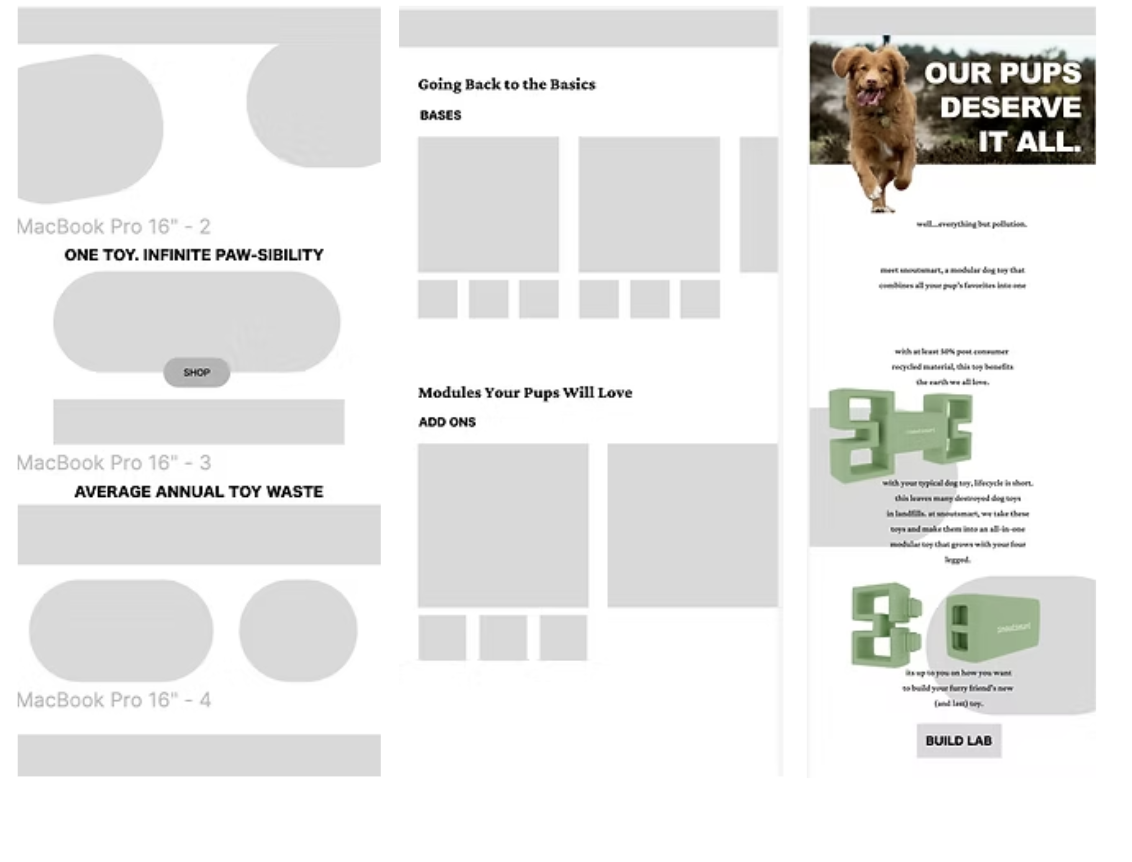 MacBook Pro 16" - 2
ONE TOY. INFINITE PAW-SIBILITY
SHOP
MacBook Pro 16" - 3
AVERAGE ANNUAL TOY WASTE
MacBook Pro 16" - 4
Going Back to the Basics
BASES
Modules Your Pups Will Love
ADD ONS
OUR PUPS
DESERVE
IT ALL.
well...everything but pollution.
meet snoutsmart, a modular dog toy that
combines all your pup's favorites into one
with at least 50% post consumer
recycled material, this toy benefits
the earth we all love.
with your typical dog toy, lifecycle is short.
this leaves many destroyed dog toys
in landfills. at snoutsmart, we take these
toys and make them into an all-in-one
modular toy that grows with your four
legged.
SnoutSmart
its up to you on how you want
to build your furry friend's new
(and last) toy.
BUILD LAB